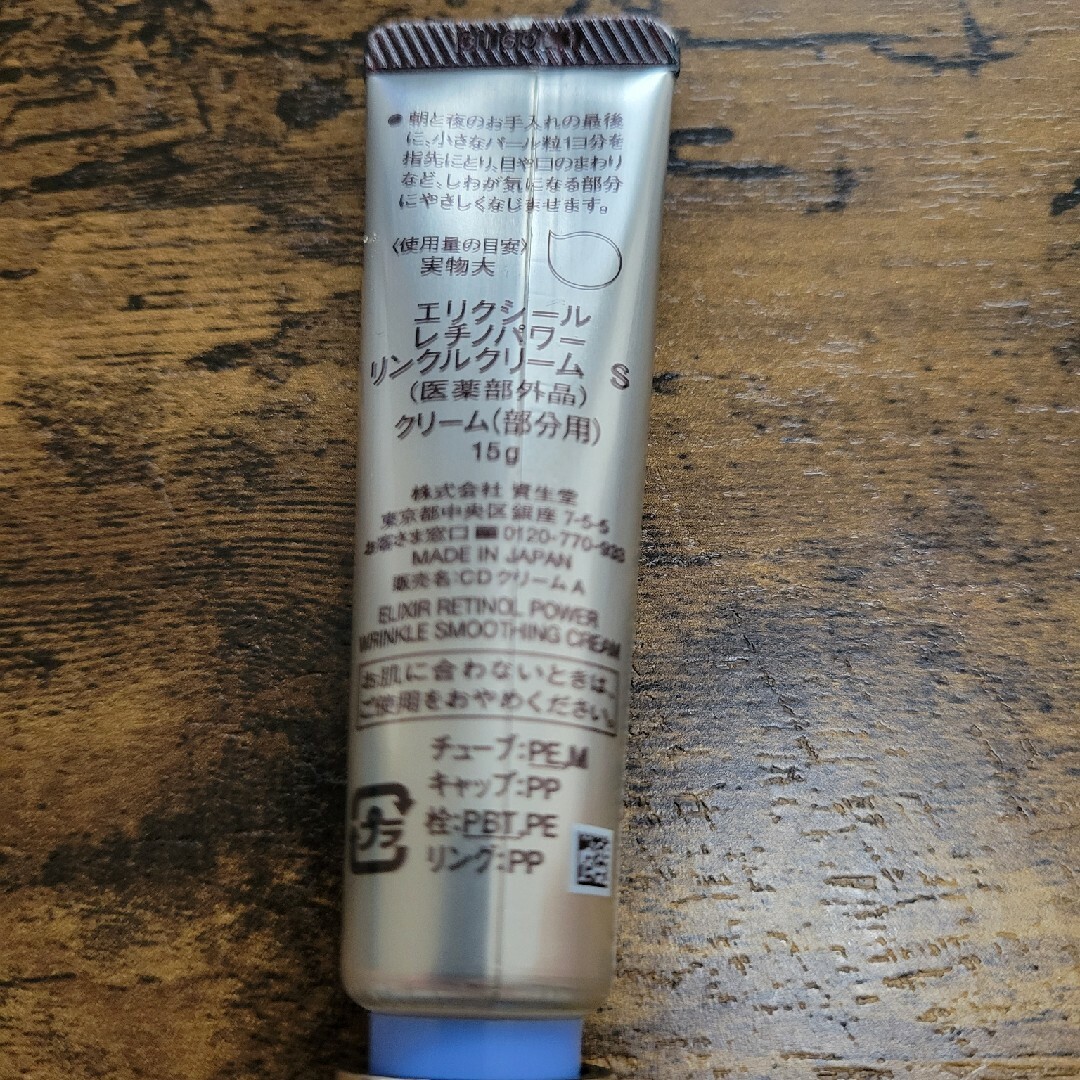 ● 朝と夜のお手入れの最後
に、小さなパール粒1コ分を
指先にとり、目や口のまわり
など、しわが気になる部分
にやさしくなじませます。
〈使用量の目安〉
実物大
エリクシール
レチノパワー
リンクルクリーム S
(医薬部外品)
クリーム(部分用)
15g
株式会社 資生堂
東京都中央区銀座 7-5-5
お客さま窓口 0120-770-933
MADE IN JAPAN
販売名:CDクリームA
ELIXIR RETINOL POWER
WRINKLE SMOOTHING CREAM
お肌に合わないときは、
ご使用をおやめください。
チューブ:PE,M
キャップ:PP
栓:PBT,PE
リング:PP
プラ